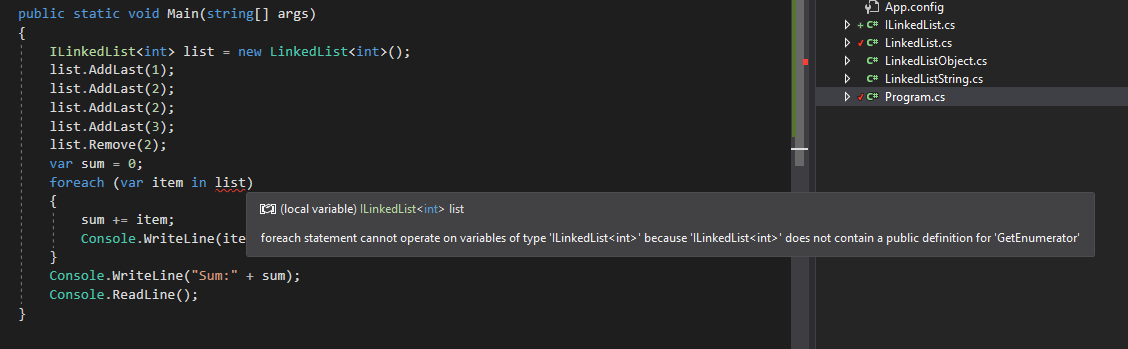 public static void Main(string[] args)
{
ILinkedList<int> list = new LinkedList<int>();
list.AddLast(1);
list.AddLast(2);
list.AddLast(2);
list.AddLast(3);
list.Remove(2);
var sum = 0;
foreach (var item in list)
{
sum += item;
Console.WriteLine(ite
}
Console.WriteLine("Sum:" + sum);
Console.ReadLine();
}
(local variable) ILinkedList<int> list
foreach statement cannot operate on variables of type 'ILinkedList<int>' because 'ILinkedList<int>' does not contain a public definition for 'GetEnumerator'
App.config
C# ILinkedList.cs
C# LinkedList.cs
C# LinkedListObject.cs
C# LinkedListString.cs
C# Program.cs